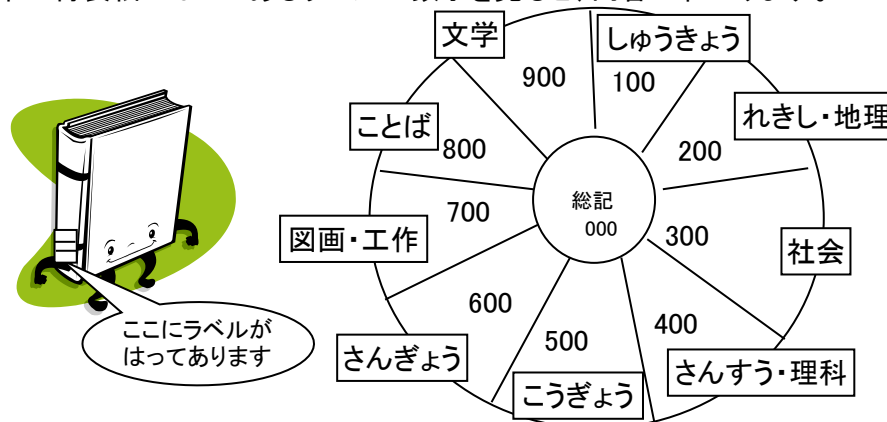 文学
しゅうきょう
900
100
ことば
れきし・地理
800
200
総記
000
700
300
図画・工作
社会
600
400
ここにラベルが
はってあります
500
さんぎょう
こうぎょう
さんすう・理科